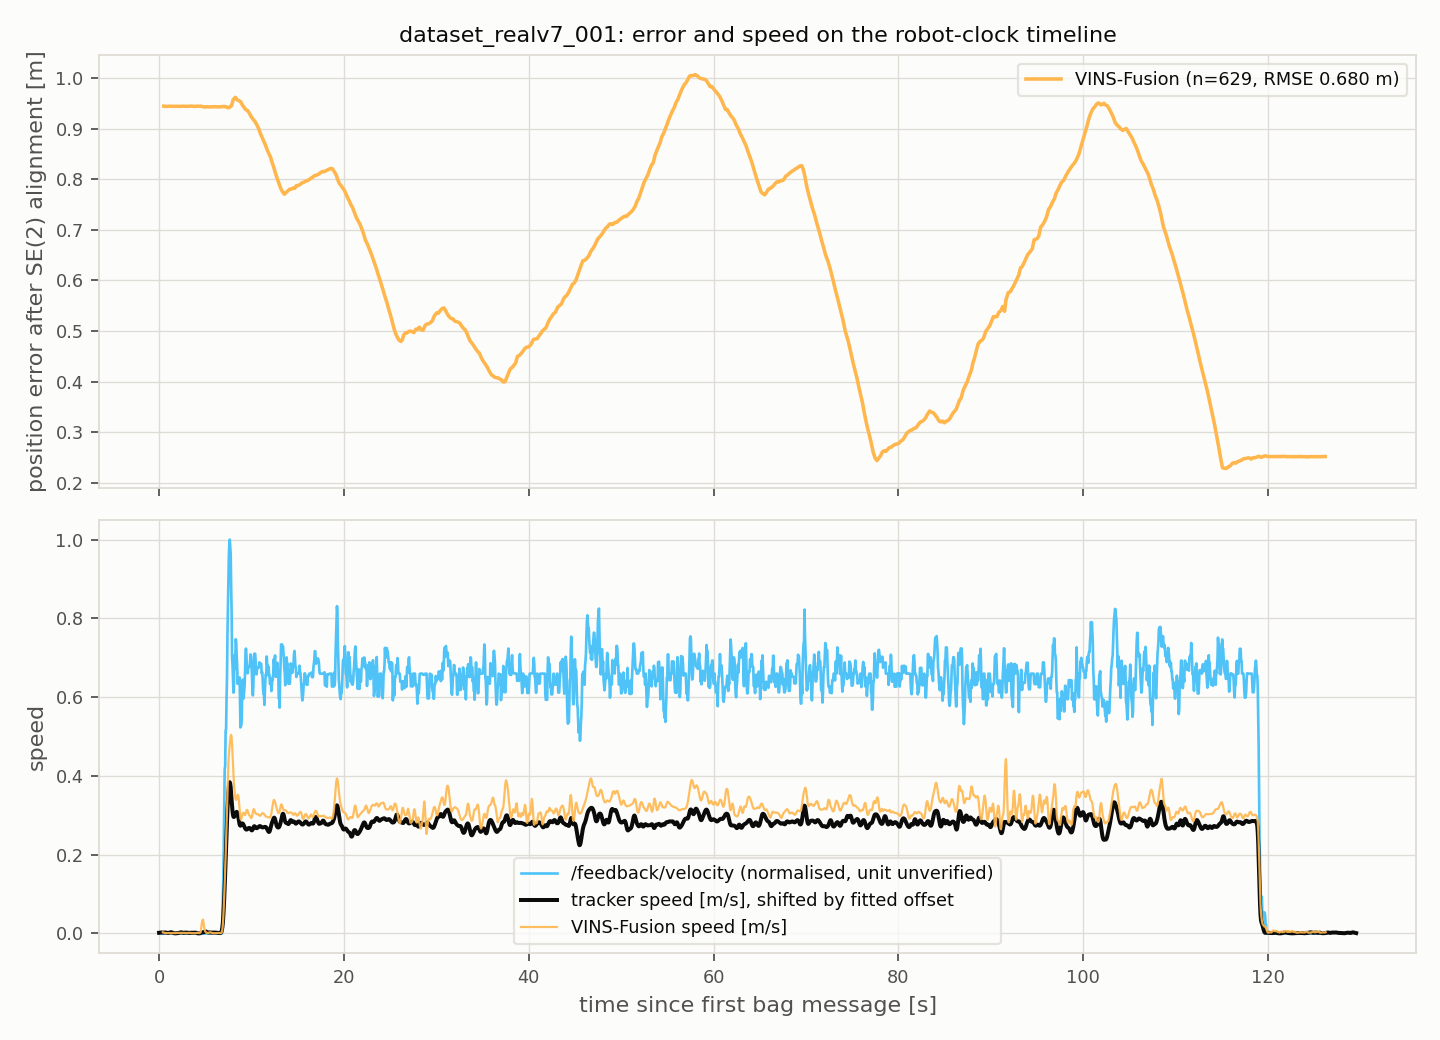 dataset_realv7_001: error and speed on the robot-clock timeline
position error after SE(2) alignment [m]
1.0
0.9
0.8
0.7
0.6
0.5
0.4
0.3
0.2
VINS-Fusion (n=629, RMSE 0.680 m)
speed
1.0
0.8
0.6
0.4
0.2
0.0
/feedback/velocity (normalised, unit unverified)
tracker speed [m/s], shifted by fitted offset
VINS-Fusion speed [m/s]
0 20 40 60 80 100 120
time since first bag message [s]